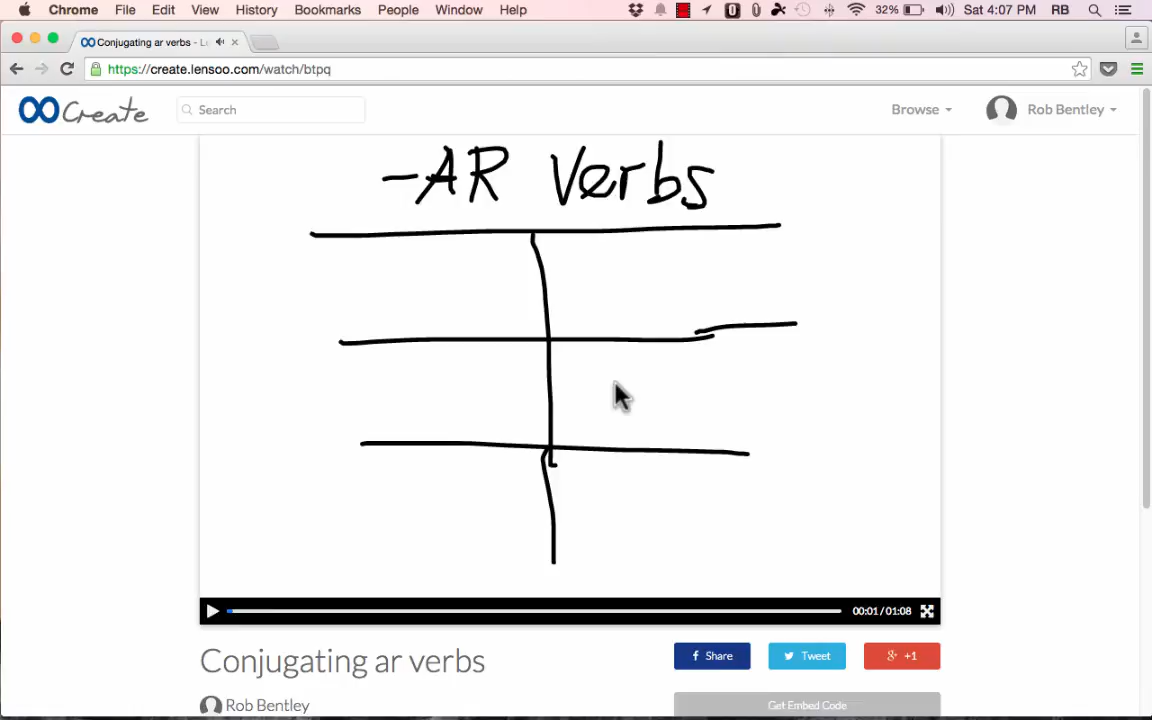 Chrome File Edit View History Bookmarks People Window Help 32% Sat 4:07 PM RB
Conjugating ar verbs - Le
https://create.lensoo.com/watch/btpq
Create Search Browse Rob Bentley
-AR Verbs
00:01 / 01:08
Conjugating ar verbs Share Tweet +1
Rob Bentley Get Embed Code